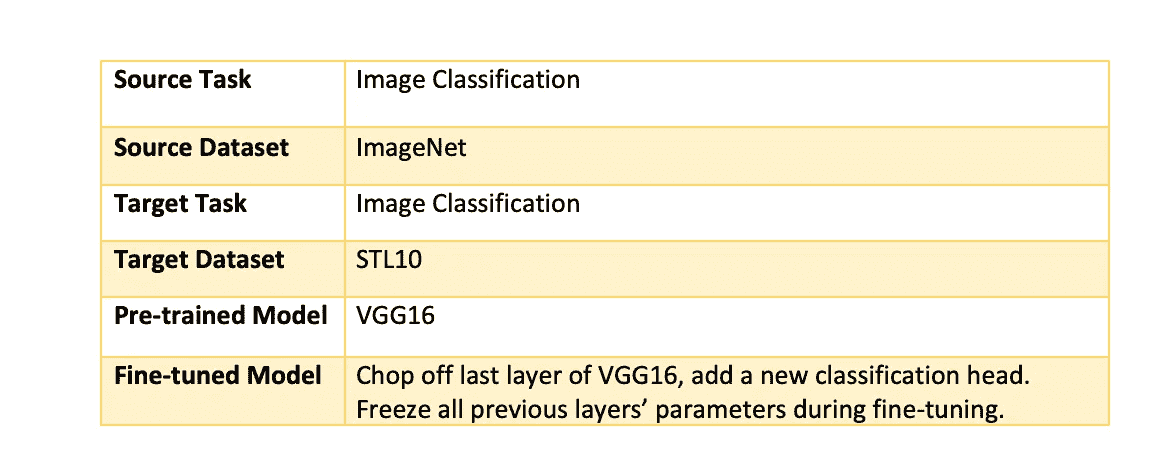 Source Task Image Classification
Source Dataset ImageNet
Target Task Image Classification
Target Dataset STL10
Pre-trained Model VGG16
Fine-tuned Model Chop off last layer of VGG16, add a new classification head.
Freeze all previous layers’ parameters during fine-tuning.